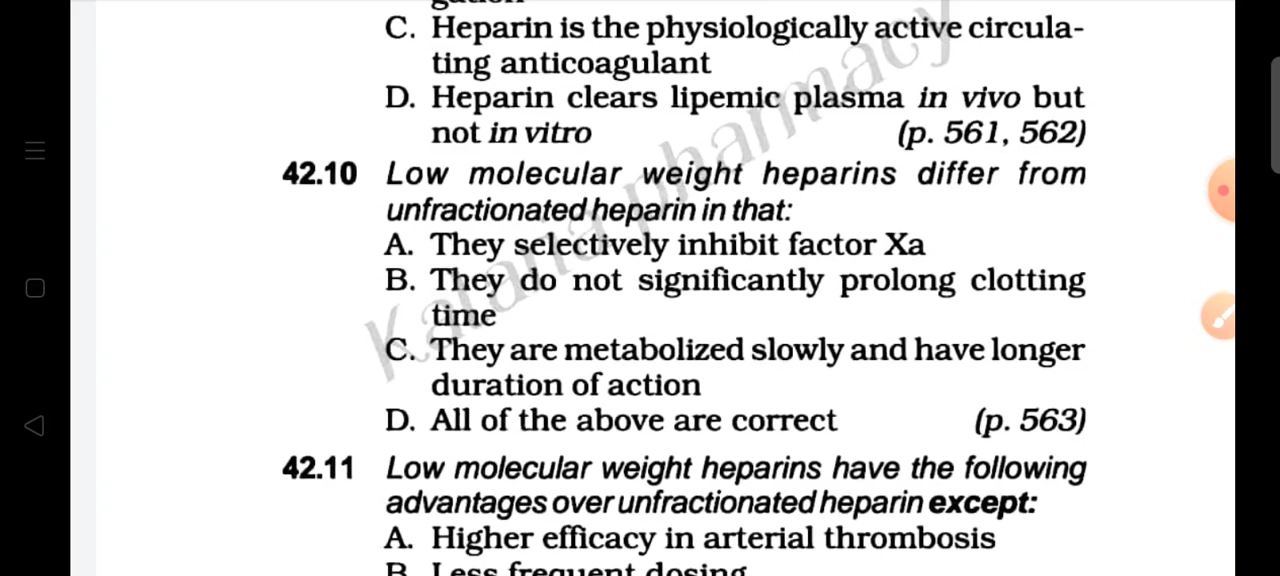 C. Heparin is the physiologically active circula-
ting anticoagulant
D. Heparin clears lipemic plasma in vivo but
not in vitro (p. 561, 562)
42.10 Low molecular weight heparins differ from
unfractionated heparin in that:
A. They selectively inhibit factor Xa
B. They do not significantly prolong clotting
time
C. They are metabolized slowly and have longer
duration of action
D. All of the above are correct (p. 563)
42.11 Low molecular weight heparins have the following
advantages over unfractionated heparin except:
A. Higher efficacy in arterial thrombosis
B. Less frequent dosing